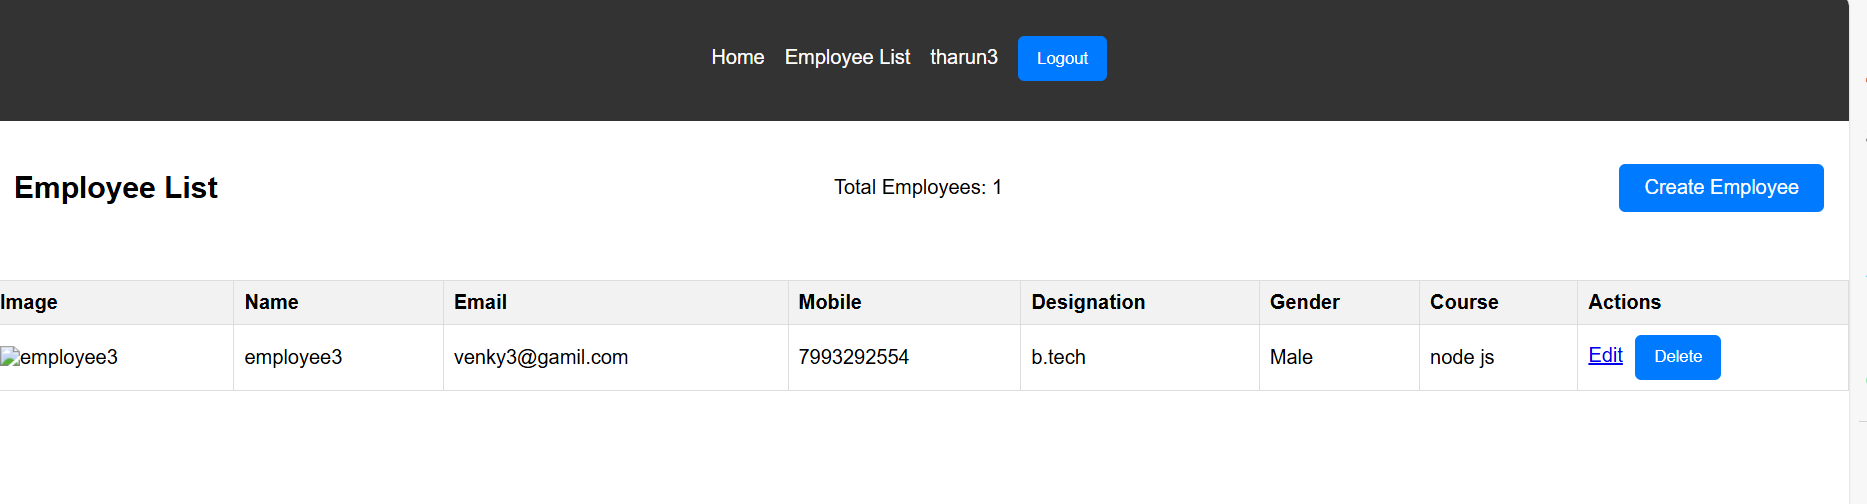 Home Employee List tharun3 Logout
Employee List Total Employees: 1 Create Employee
Image Name Email Mobile Designation Gender Course Actions
employee3 employee3 venky3@gamil.com 7993292554 b.tech Male node js Edit Delete